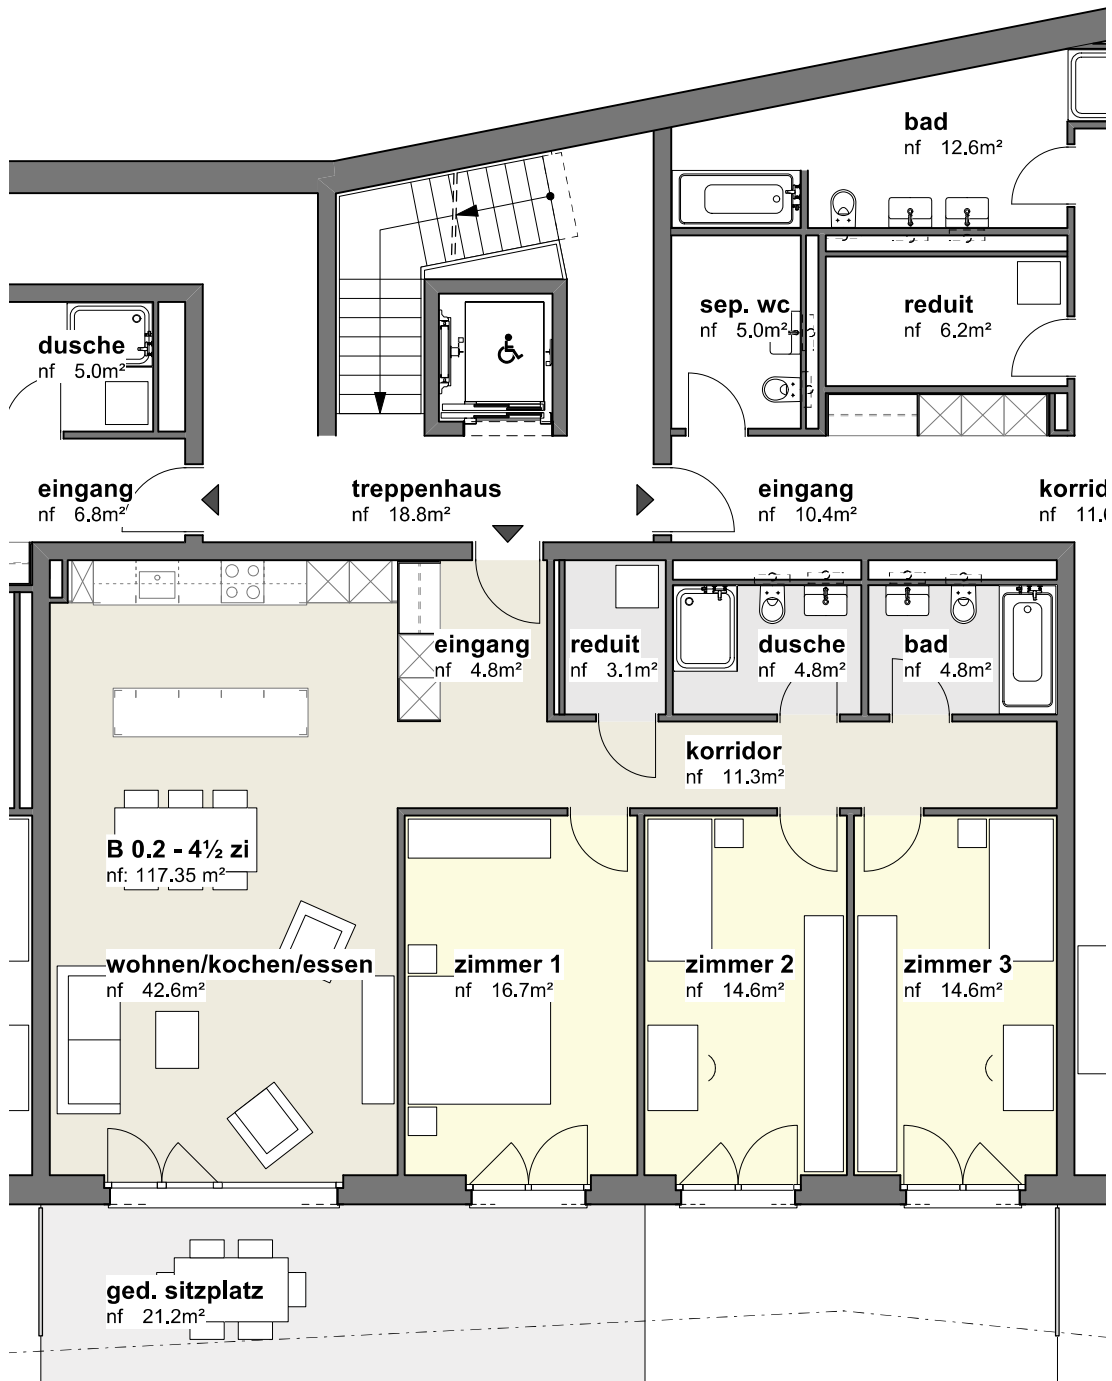 bad
nf 12.6m²
sep. wc
nf 5.0m²
reduit
nf 6.2m²
dusche
nf 5.0m²
eingang
nf 6.8m²
treppenhaus
nf 18.8m²
eingang
nf 10.4m²
korrid
nf 11.
eingang
nf 4.8m²
reduit
nf 3.1m²
dusche
nf 4.8m²
bad
nf 4.8m²
korridor
nf 11.3m²
B 0.2 - 4½ zi
nf: 117.35 m²
wohnen/kochen/essen
nf 42.6m²
zimmer 1
nf 16.7m²
zimmer 2
nf 14.6m²
zimmer 3
nf 14.6m²
ged. sitzplatz
nf 21.2m²